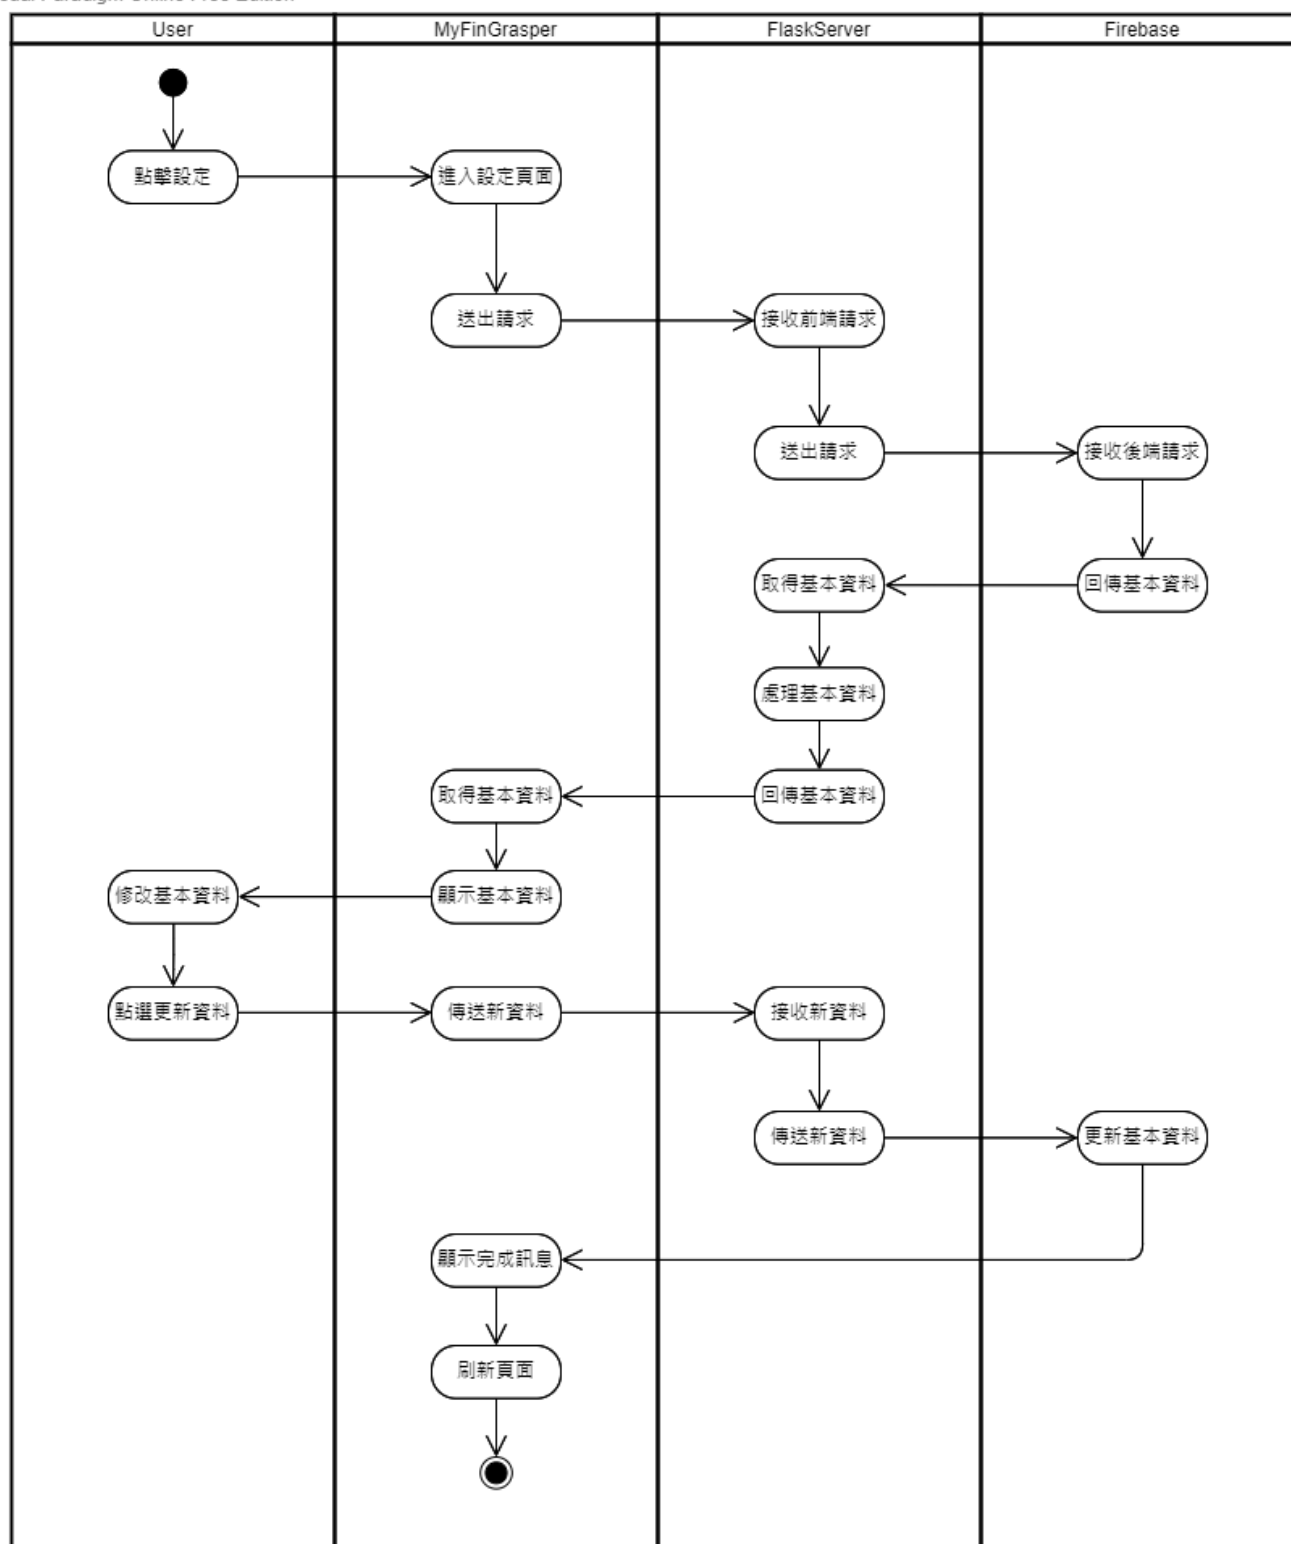 User
MyFinGrasper
FlaskServer
Firebase
點擊設定
進入設定頁面
送出請求
接收前端請求
送出請求
接收後端請求
取得基本資料
回傳基本資料
處理基本資料
取得基本資料
回傳基本資料
修改基本資料
顯示基本資料
點選更新資料
傳送新資料
接收新資料
傳送新資料
更新基本資料
顯示完成訊息
刷新頁面